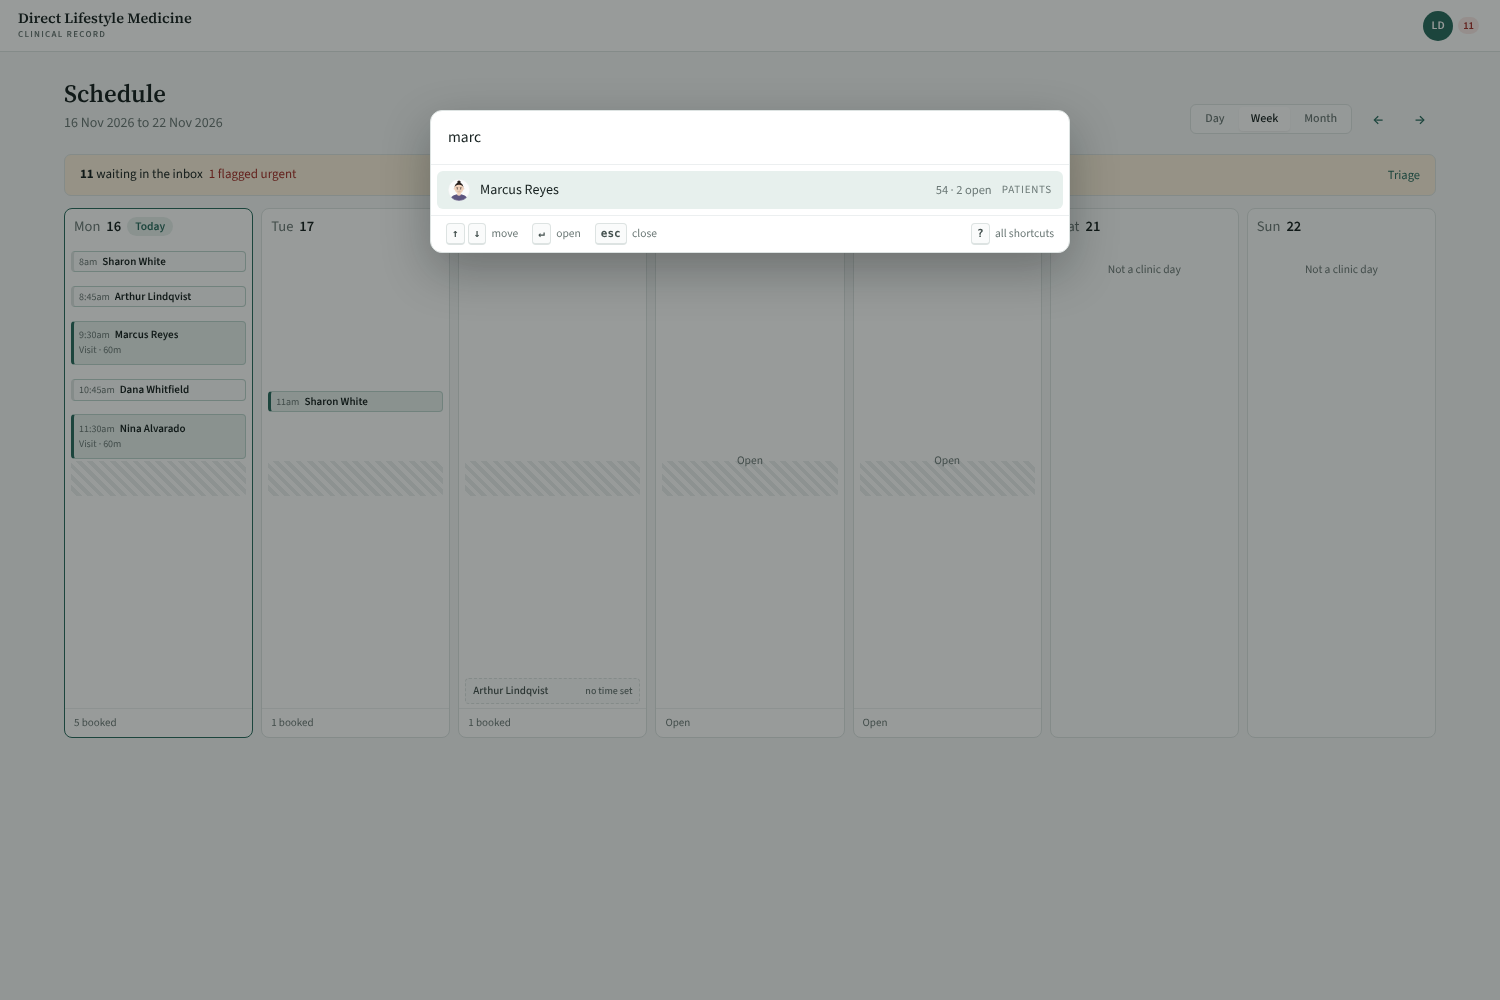 Direct Lifestyle Medicine
CLINICAL RECORD
LD
11
Schedule
16 Nov 2026 to 22 Nov 2026
Day
Week
Month
←
→
11 waiting in the inbox 1 flagged urgent
Triage
marc
Marcus Reyes
54 · 2 open PATIENTS
↑ ↓ move ↵ open esc close
? all shortcuts
Mon 16 Today
8am Sharon White
8:45am Arthur Lindqvist
9:30am Marcus Reyes
Visit · 60m
10:45am Dana Whitfield
11:30am Nina Alvarado
Visit · 60m
5 booked
Tue 17
11am Sharon White
1 booked
Arthur Lindqvist no time set
1 booked
Open
Open
Open
Open
at 21
Not a clinic day
Sun 22
Not a clinic day